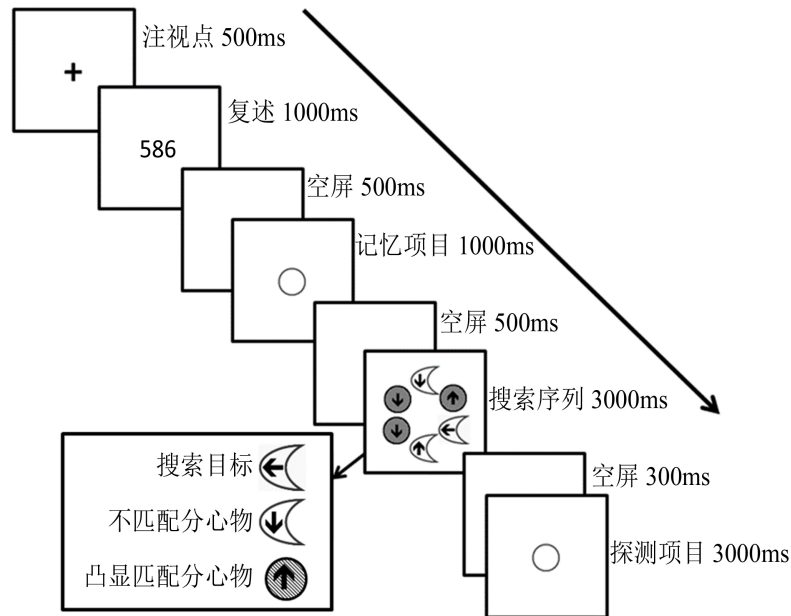 注视点 500ms
复述 1000ms
586
空屏 500ms
记忆项目 1000ms
空屏 500ms
搜索序列 3000ms
空屏 300ms
探测项目 3000ms
搜索目标
不匹配分心物
凸显匹配分心物